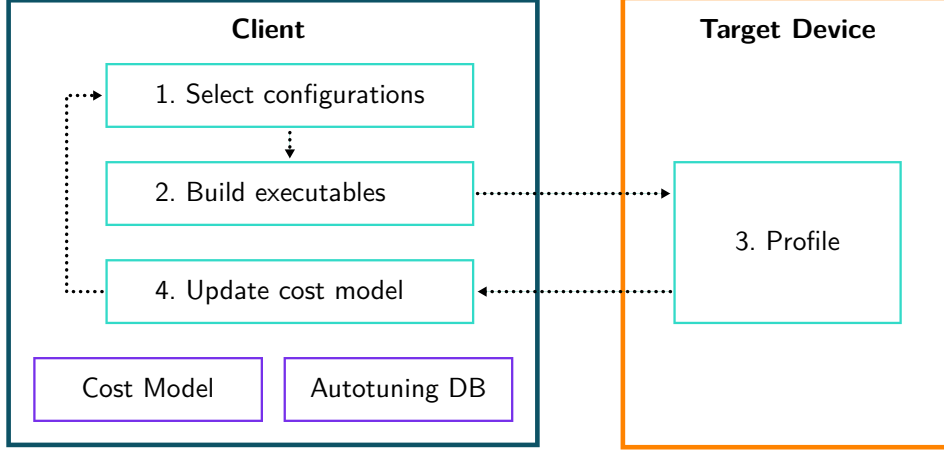 Client
1. Select configurations
2. Build executables
4. Update cost model
Cost Model
Autotuning DB
Target Device
3. Profile